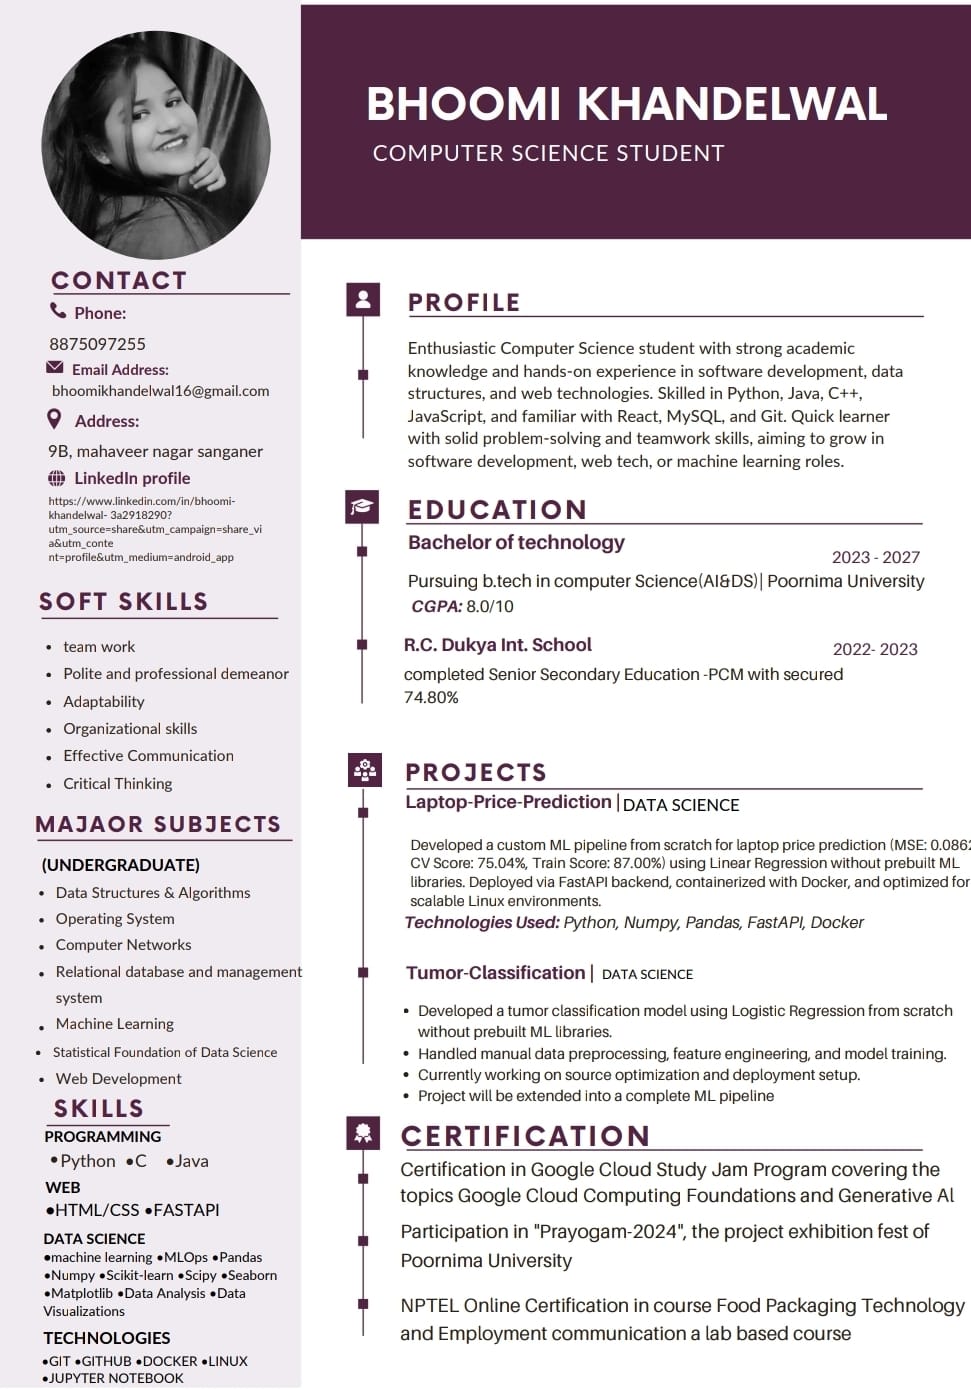 BHOOMI KHANDELWAL
COMPUTER SCIENCE STUDENT
CONTACT
Phone:
8875097255
Email Address:
bhoomikhandelwal16@gmail.com
Address:
9B, mahaveer nagar sanganer
LinkedIn profile
https://www.linkedin.com/in/bhoomi-
khandelwal- 3a2918290?
utm_source=share&utm_campaign=share_vi
a&utm_conte
nt=profile&utm_medium=android_app
SOFT SKILLS
• team work
• Polite and professional demeanor
• Adaptability
• Organizational skills
• Effective Communication
• Critical Thinking
MAJAOR SUBJECTS
(UNDERGRADUATE)
• Data Structures & Algorithms
• Operating System
• Computer Networks
• Relational database and management
system
• Machine Learning
• Statistical Foundation of Data Science
• Web Development
SKILLS
PROGRAMMING
•Python •C •Java
WEB
•HTML/CSS •FASTAPI
DATA SCIENCE
•machine learning •MLOps •Pandas
•Numpy •Scikit-learn •Scipy •Seaborn
•Matplotlib •Data Analysis •Data
Visualizations
TECHNOLOGIES
•GIT •GITHUB •DOCKER •LINUX
•JUPYTER NOTEBOOK
PROFILE
Enthusiastic Computer Science student with strong academic
knowledge and hands-on experience in software development, data
structures, and web technologies. Skilled in Python, Java, C++,
JavaScript, and familiar with React, MySQL, and Git. Quick learner
with solid problem-solving and teamwork skills, aiming to grow in
software development, web tech, or machine learning roles.
EDUCATION
Bachelor of technology
2023 - 2027
Pursuing b.tech in computer Science(AI&DS)| Poornima University
CGPA: 8.0/10
R.C. Dukya Int. School
2022- 2023
completed Senior Secondary Education -PCM with secured
74.80%
PROJECTS
Laptop-Price-Prediction | DATA SCIENCE
Developed a custom ML pipeline from scratch for laptop price prediction (MSE: 0.0862
CV Score: 75.04%, Train Score: 87.00%) using Linear Regression without prebuilt ML
libraries. Deployed via FastAPI backend, containerized with Docker, and optimized for
scalable Linux environments.
Technologies Used: Python, Numpy, Pandas, FastAPI, Docker
Tumor-Classification | DATA SCIENCE
• Developed a tumor classification model using Logistic Regression from scratch
without prebuilt ML libraries.
• Handled manual data preprocessing, feature engineering, and model training.
• Currently working on source optimization and deployment setup.
• Project will be extended into a complete ML pipeline
CERTIFICATION
Certification in Google Cloud Study Jam Program covering the
topics Google Cloud Computing Foundations and Generative Al
Participation in "Prayogam-2024", the project exhibition fest of
Poornima University
NPTEL Online Certification in course Food Packaging Technology
and Employment communication a lab based course